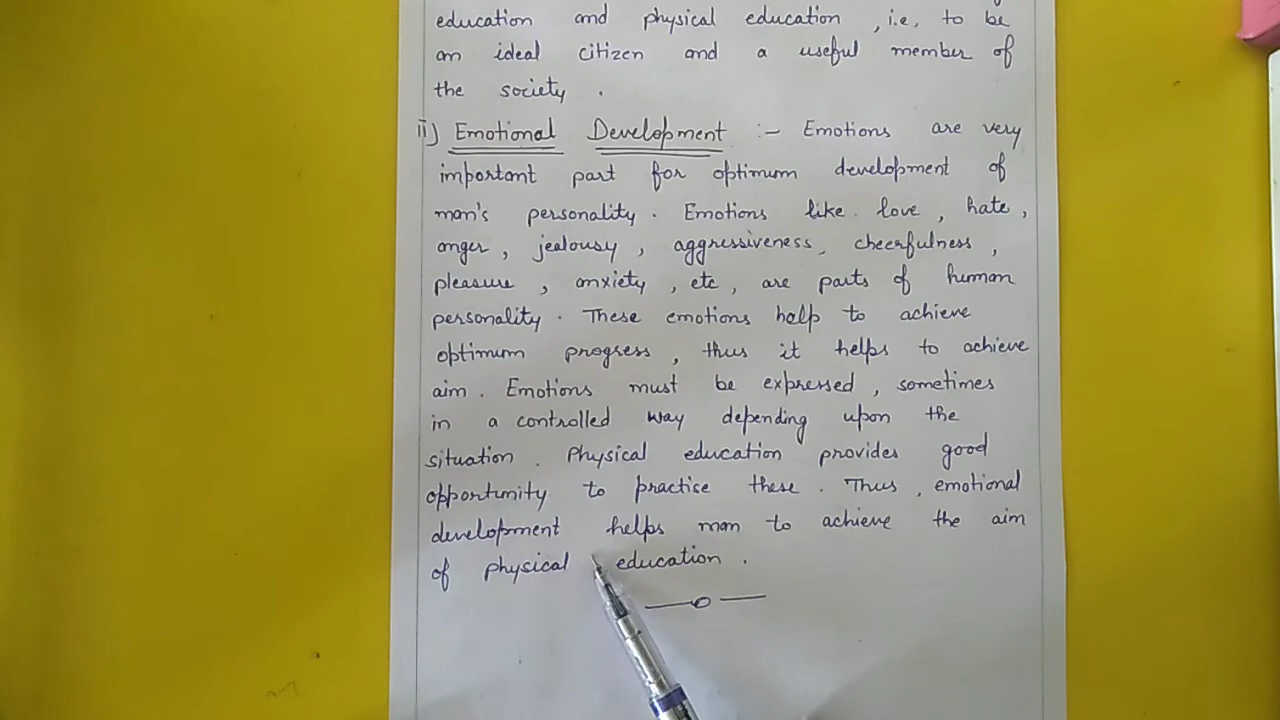 education and physical education , i.e, to be
an ideal citizen and a useful member of
the society .
ii) Emotional Development :- Emotions are very
important part for optimum development of
man's personality . Emotions like love , hate ,
anger , jealousy , aggressiveness , cheerfulness ,
pleasure , anxiety , etc , are parts of human
personality . These emotions help to achieve
optimum progress , thus it helps to achieve
aim . Emotions must be expressed , sometimes
in a controlled way depending upon the
situation . Physical education provides good
opportunity to practise these . Thus , emotional
development helps man to achieve the aim
of physical education .